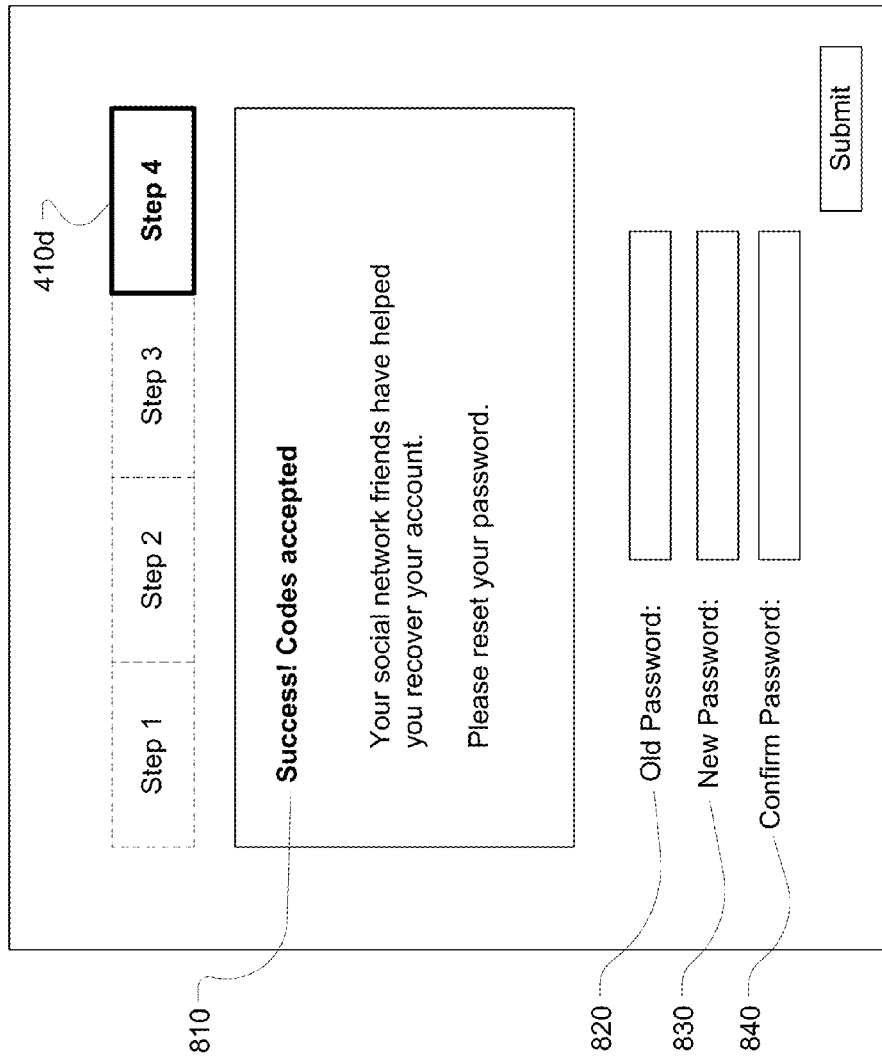 410d
Step 1 Step 2 Step 3 Step 4
810
Success! Codes accepted
Your social network friends have helped
you recover your account.
Please reset your password.
820 Old Password:
830 New Password:
840 Confirm Password:
Submit